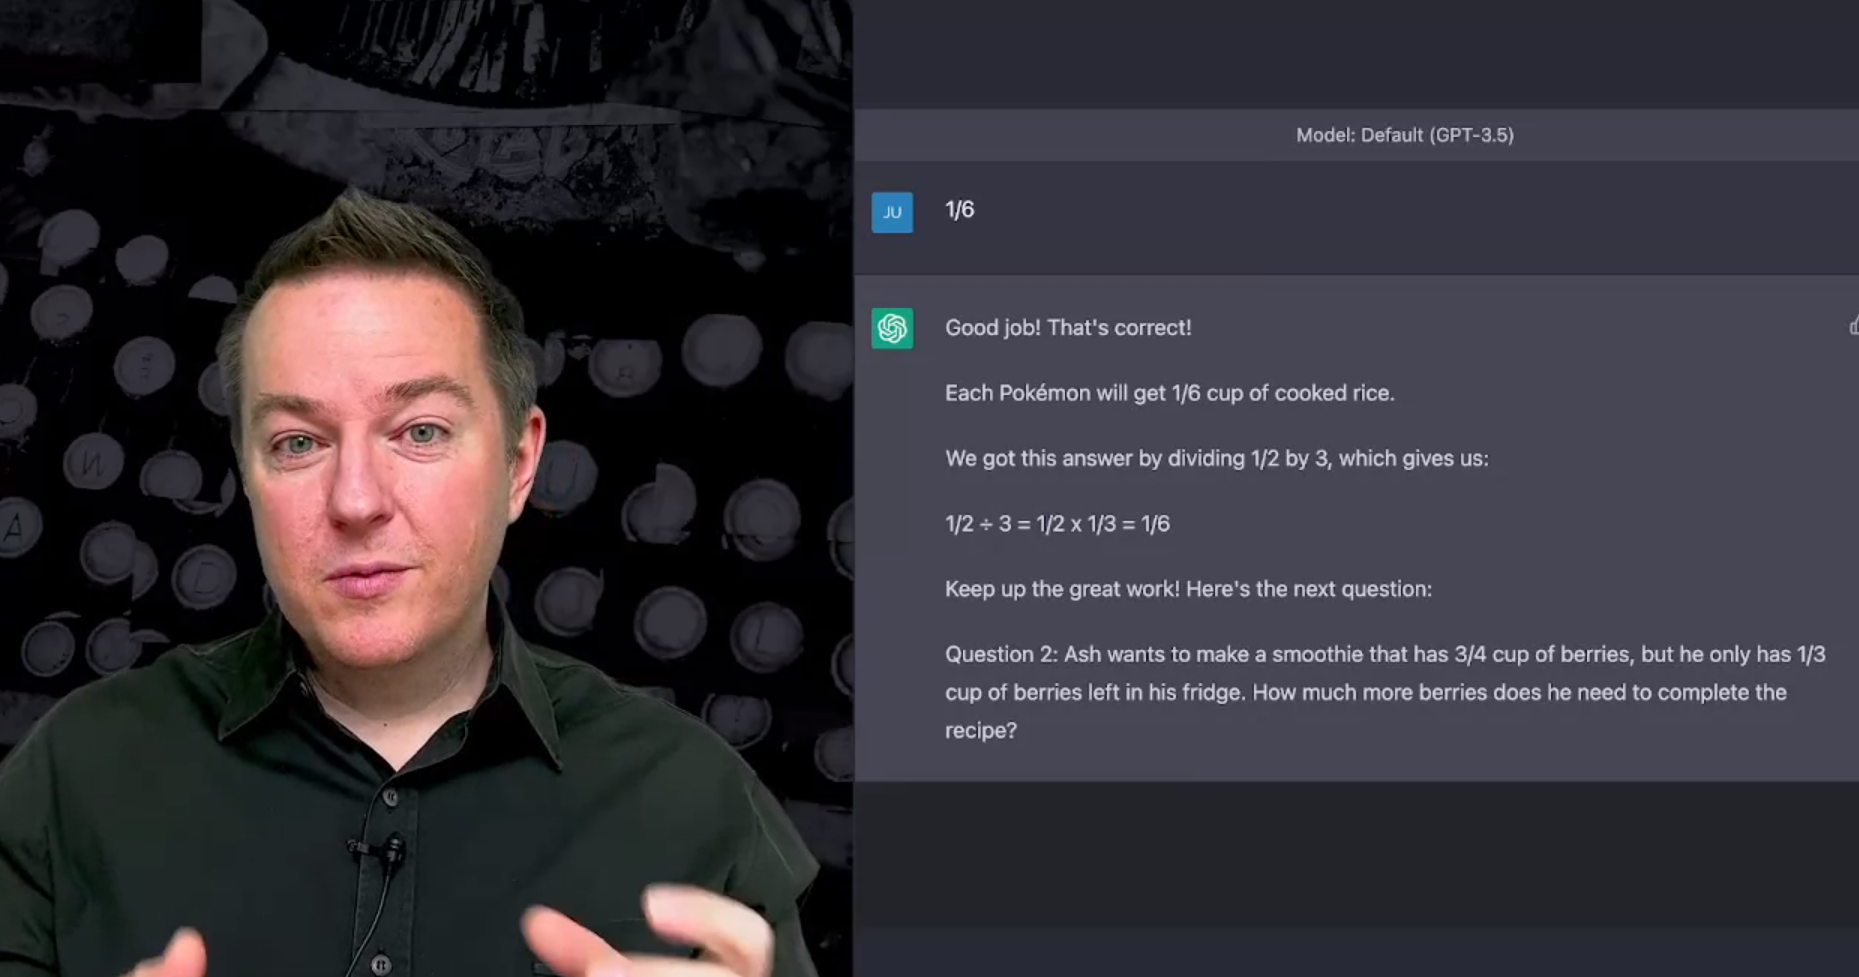 Model: Default (GPT-3.5)
JU
1/6
Good job! That's correct!
Each Pokémon will get 1/6 cup of cooked rice.
We got this answer by dividing 1/2 by 3, which gives us:
1/2 ÷ 3 = 1/2 x 1/3 = 1/6
Keep up the great work! Here's the next question:
Question 2: Ash wants to make a smoothie that has 3/4 cup of berries, but he only has 1/3
cup of berries left in his fridge. How much more berries does he need to complete the
recipe?